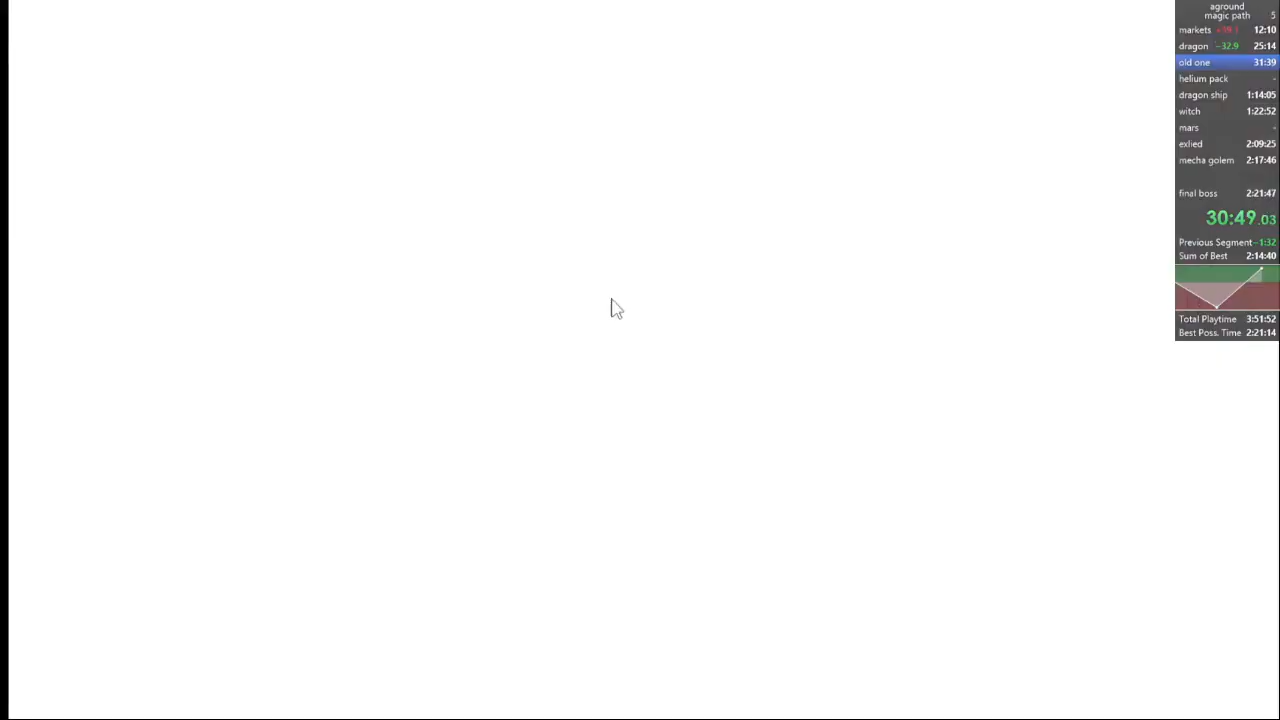 aground
magic path 5
markets +39.1 12:10
dragon −32.9 25:14
old one 31:39
helium pack -
dragon ship 1:14:05
witch 1:22:52
mars -
exlied 2:09:25
mecha golem 2:17:46
final boss 2:21:47
30:49.03
Previous Segment −1:32
Sum of Best 2:14:40
Total Playtime 3:51:52
Best Poss. Time 2:21:14